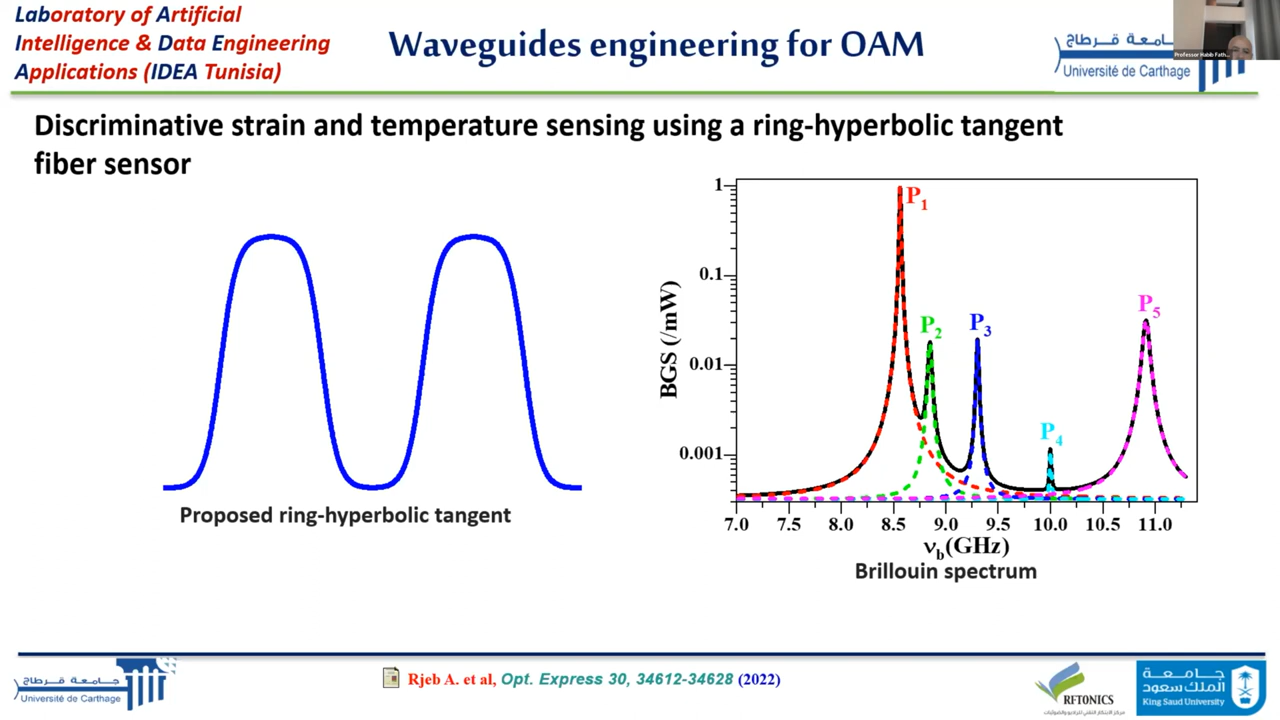 Laboratory of Artificial
Intelligence & Data Engineering
Applications (IDEA Tunisia)
Waveguides engineering for OAM
جامعة قرطاج
Université de Carthage
Professor Habib Fath...
Discriminative strain and temperature sensing using a ring-hyperbolic tangent
fiber sensor
Proposed ring-hyperbolic tangent
BGS (/mW)
1
0.1
0.01
0.001
P1
P2
P3
P4
P5
7.0 7.5 8.0 8.5 9.0 9.5 10.0 10.5 11.0
νb(GHz)
Brillouin spectrum
جامعة قرطاج
Université de Carthage
Rjeb A. et al, Opt. Express 30, 34612-34628 (2022)
RFTONICS
جامعة
الملك سعود
King Saud University